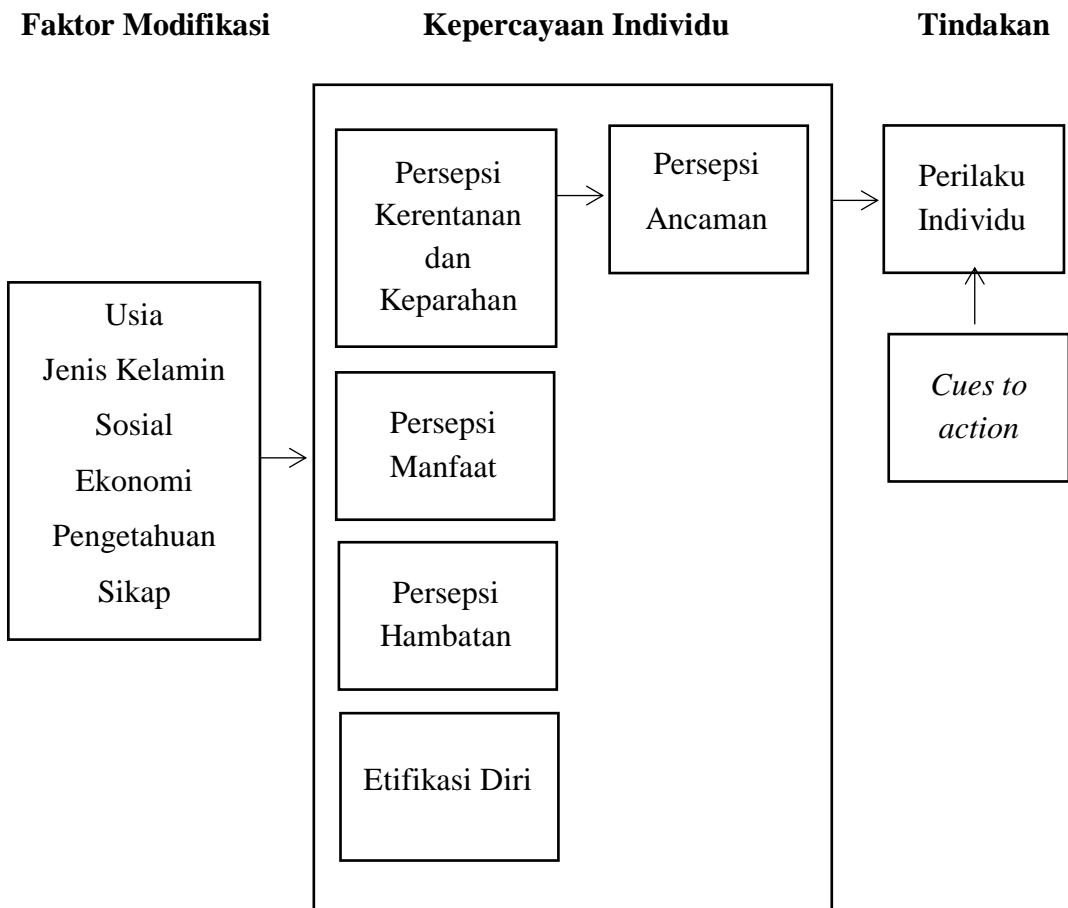 Faktor Modifikasi
Kepercayaan Individu
Tindakan
Usia
Jenis Kelamin
Sosial
Ekonomi
Pengetahuan
Sikap
Persepsi
Kerentanan
dan
Keparahan
Persepsi
Ancaman
Persepsi
Manfaat
Persepsi
Hambatan
Etifikasi Diri
Perilaku
Individu
Cues to
action